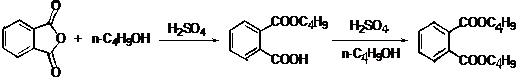 O
O
O
+ n-C₄H₉OH
H₂SO₄
COOC₄H₉
COOH
H₂SO₄
n-C₄H₉OH
COOC₄H₉
COOC₄H₉